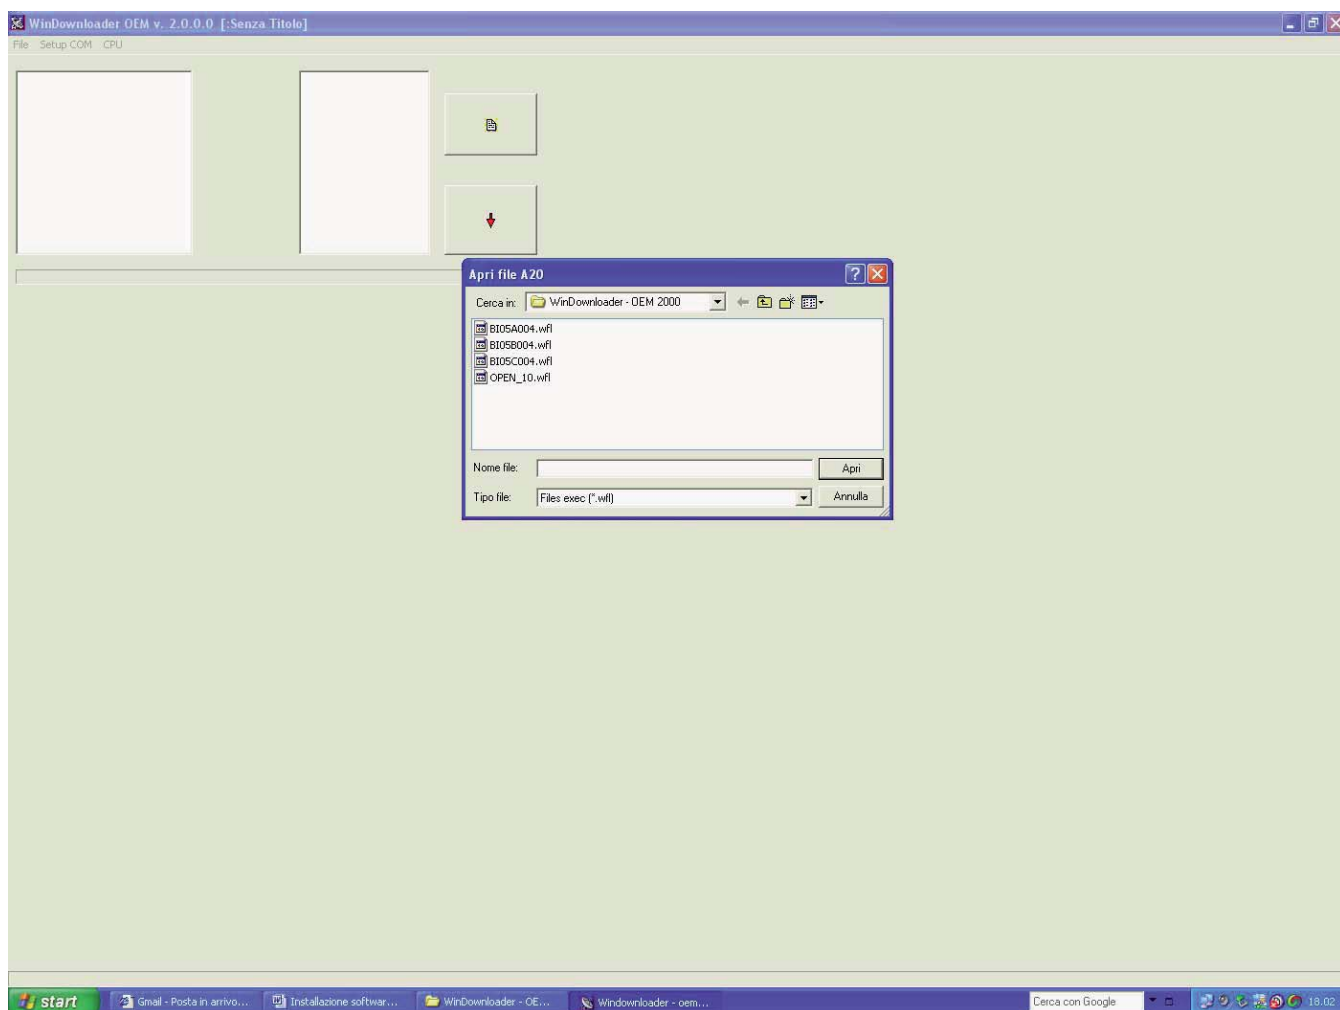 WinDownloader OEM v. 2.0.0.0 [:Senza Titolo]
File Setup COM CPU
Apri file A20
Cerca in: WinDownloader - OEM 2000
BI05A004.wfl
BI05B004.wfl
BI05C004.wfl
OPEN_10.wfl
Nome file: Apri
Tipo file: Files exec (*.wfl) Annulla
start Gmail - Posta in arrivo... Installazione softwar... WinDownloader - OE... Windownloader - oem... Cerca con Google 18.02